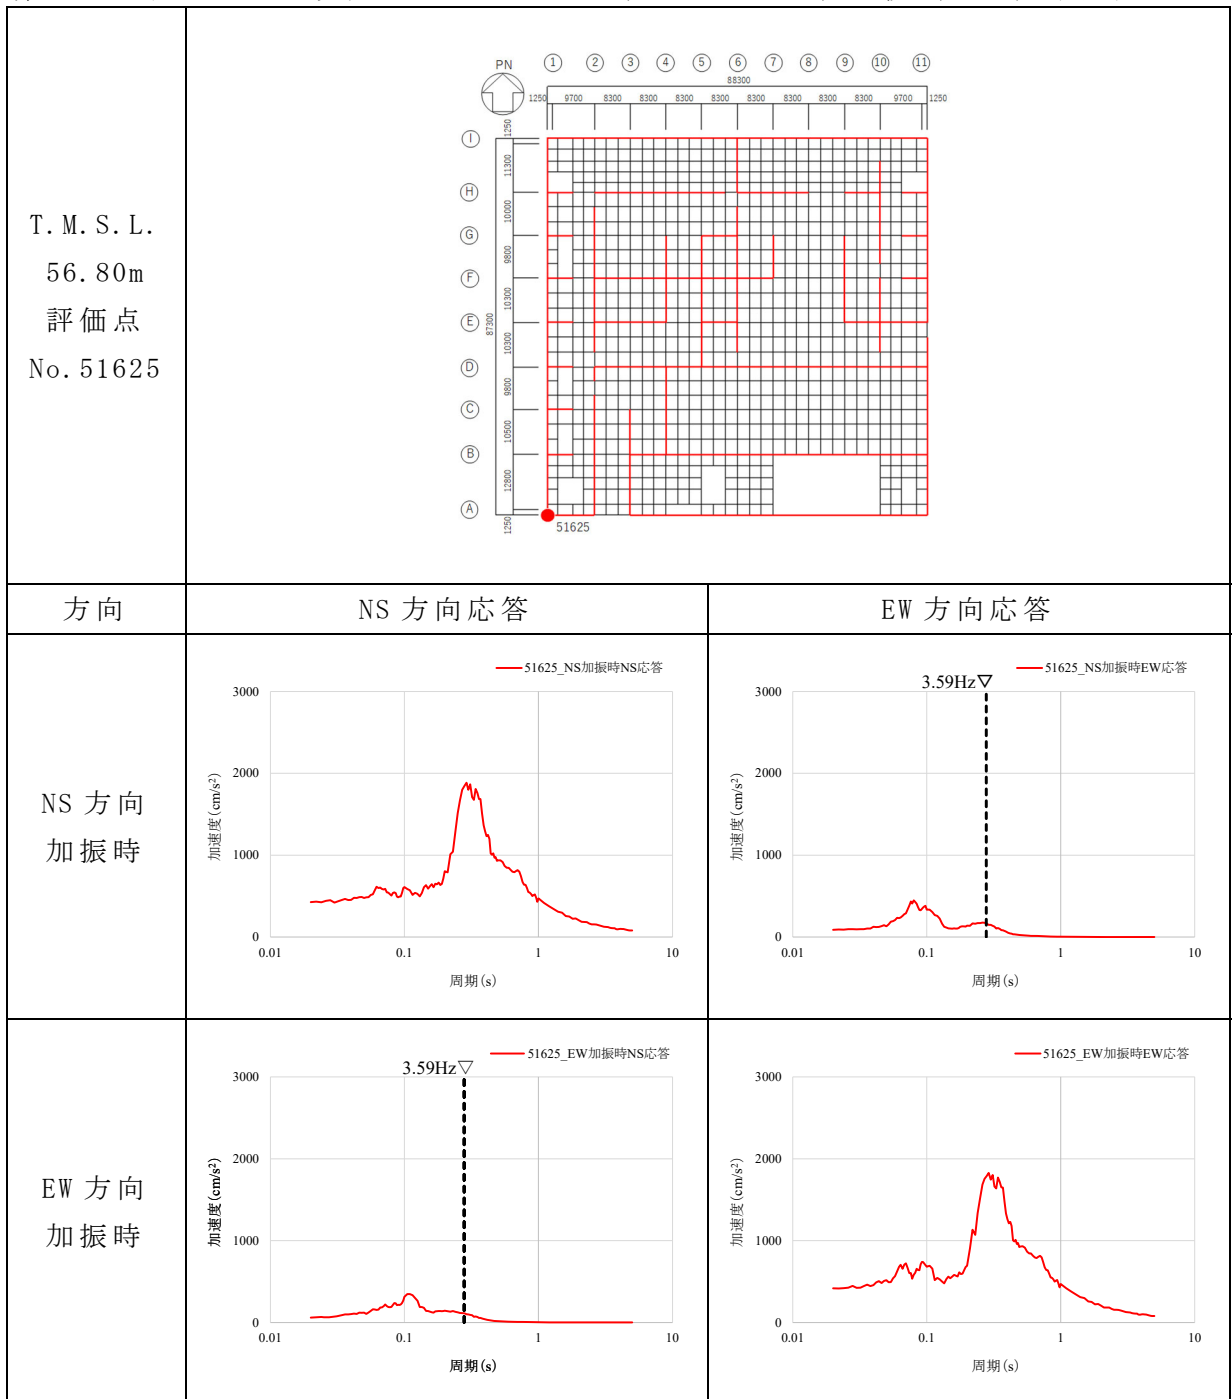 T.M.S.L.
56.80m
評価点
No.51625
PN
① ② ③ ④ ⑤ ⑥ ⑦ ⑧ ⑨ ⑩ ⑪
88300
1250 9700 8300 8300 8300 8300 8300 8300 8300 8300 9700 1250
Ⓘ
Ⓗ
Ⓖ
Ⓕ
Ⓔ
Ⓓ
Ⓒ
Ⓑ
Ⓐ
87300
1250
11300
10000
9800
10300
10300
9800
10500
12800
1250
51625
方向
NS 方向応答
EW 方向応答
NS 方向
加振時
51625_NS加振時NS応答
加速度(cm/s²)
3000
2000
1000
0
0.01 0.1 1 10
周期(s)
51625_NS加振時EW応答
3.59Hz▽
加速度(cm/s²)
3000
2000
1000
0
0.01 0.1 1 10
周期(s)
EW 方向
加振時
51625_EW加振時NS応答
3.59Hz▽
加速度(cm/s²)
3000
2000
1000
0
0.01 0.1 1 10
周期(s)
51625_EW加振時EW応答
加速度(cm/s²)
3000
2000
1000
0
0.01 0.1 1 10
周期(s)